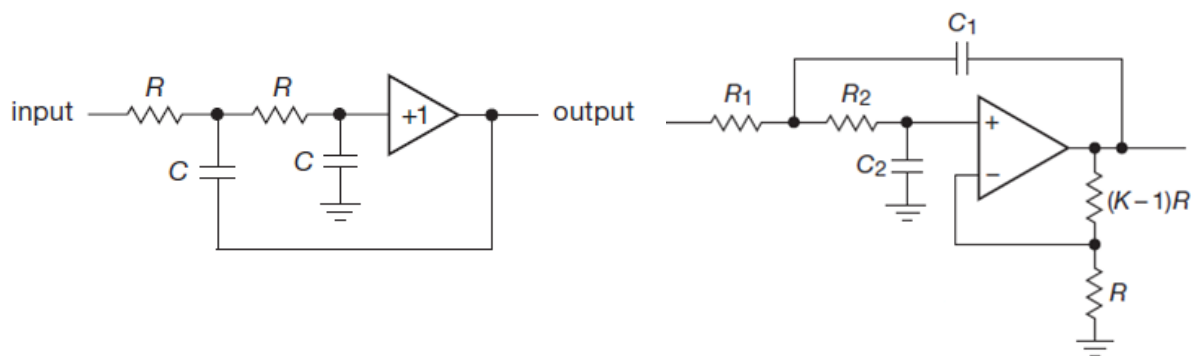 input R R +1 output
C C
C1
R1 R2 +
C2 −
(K − 1)R
R